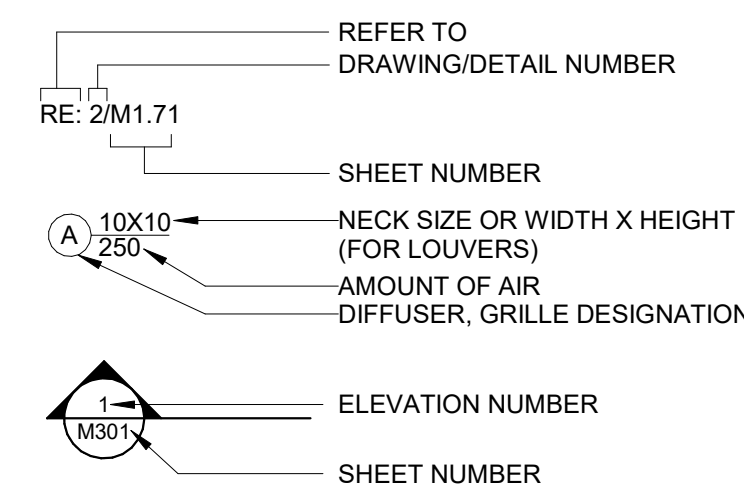 REFER TO
DRAWING/DETAIL NUMBER
RE: 2/M1.71
SHEET NUMBER
A
10X10
250
NECK SIZE OR WIDTH X HEIGHT
(FOR LOUVERS)
AMOUNT OF AIR
DIFFUSER, GRILLE DESIGNATION
1
M301
ELEVATION NUMBER
SHEET NUMBER